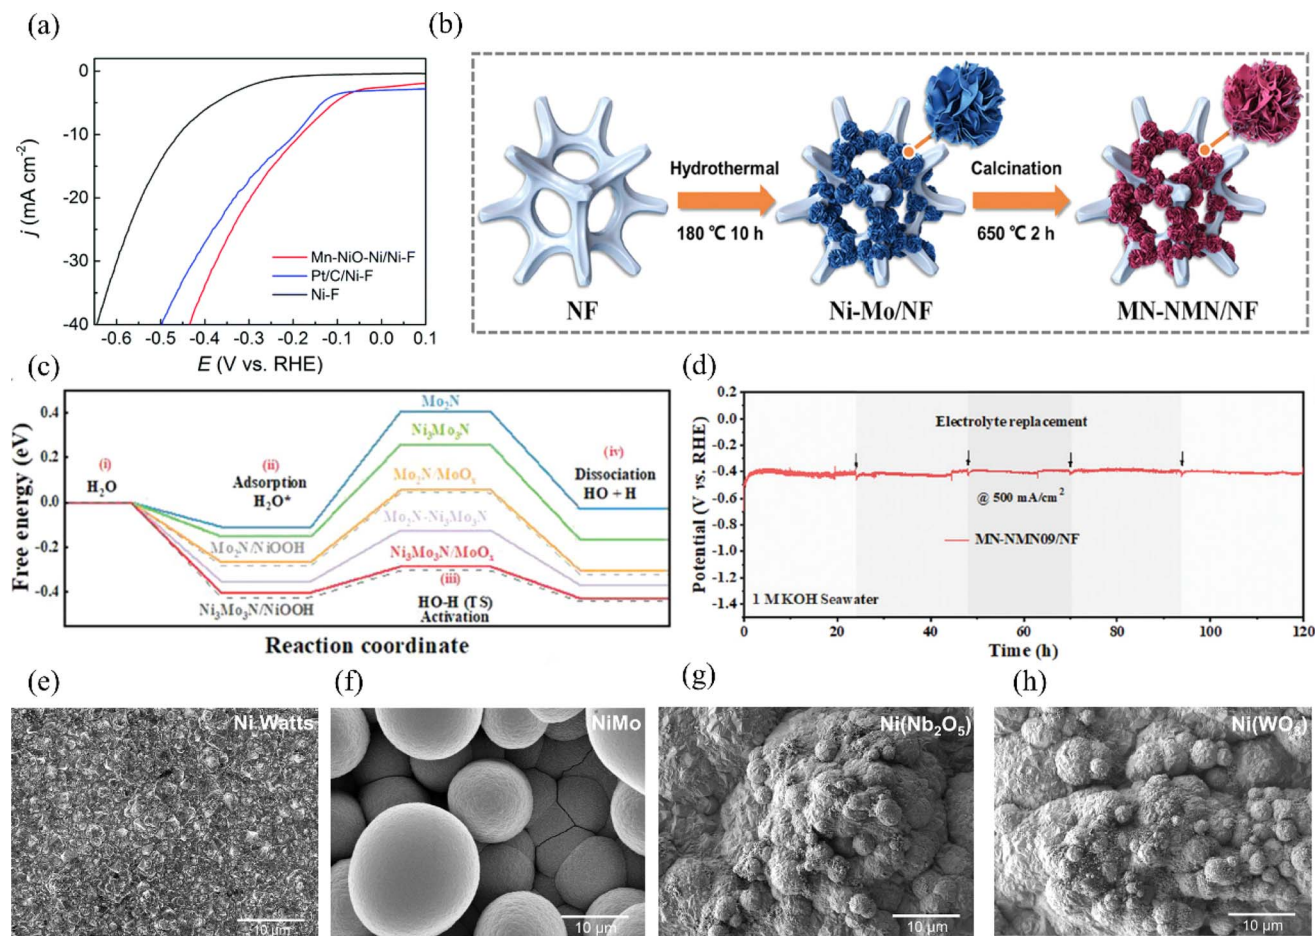 (a)
0
-10
-20
-30
-40
j (mA cm⁻²)
Mn-NiO-Ni/Ni-F
Pt/C/Ni-F
Ni-F
-0.6 -0.5 -0.4 -0.3 -0.2 -0.1 0.0 0.1
E (V vs. RHE)
(b)
Hydrothermal
180 ℃ 10 h
Calcination
650 ℃ 2 h
NF
Ni-Mo/NF
MN-NMN/NF
(c)
Free energy (eV)
0.4
0.2
0.0
-0.2
-0.4
(i)
H₂O
(ii)
Adsorption
H₂O*
Mo₂N
Ni₃Mo₃N
Mo₂N/MoOₓ
Mo₂N-Ni₃Mo₃N
Ni₃Mo₃N/MoOₓ
(iii)
HO-H (TS)
Activation
(iv)
Dissociation
HO + H
Mo₂N/NiOOH
Ni₃Mo₃N/NiOOH
Reaction coordinate
(d)
Potential (V vs. RHE)
0.2
0.0
-0.2
-0.4
-0.6
-0.8
-1.0
-1.2
-1.4
Electrolyte replacement
@ 500 mA/cm²
MN-NMN09/NF
1 M KOH Seawater
0 20 40 60 80 100 120
Time (h)
(e)
Ni Watts
10 μm
(f)
NiMo
10 μm
(g)
Ni(Nb₂O₅)
10 μm
(h)
Ni(WO₃)
10 μm